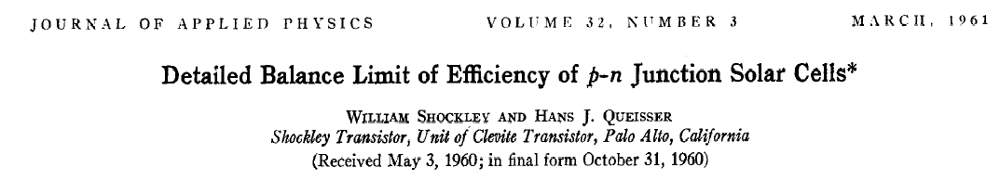 JOURNAL OF APPLIED PHYSICS VOLUME 32, NUMBER 3 MARCH, 1961
Detailed Balance Limit of Efficiency of p-n Junction Solar Cells*
WILLIAM SHOCKLEY AND HANS J. QUEISSER
Shockley Transistor, Unit of Clevite Transistor, Palo Alto, California
(Received May 3, 1960; in final form October 31, 1960)